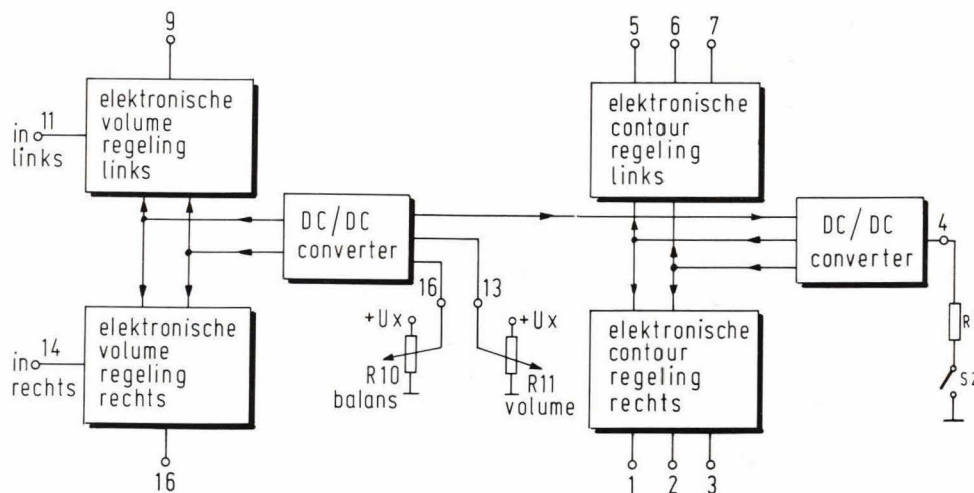 9
5 6 7
elektronische
volume
regeling
links
11
in
links
elektronische
contour
regeling
links
DC/DC
converter
DC/DC
converter
4
16
13
+Ux
+Ux
R10
balans
R11
volume
elektronische
volume
regeling
rechts
14
in
rechts
elektronische
contour
regeling
rechts
R
16
1 2 3